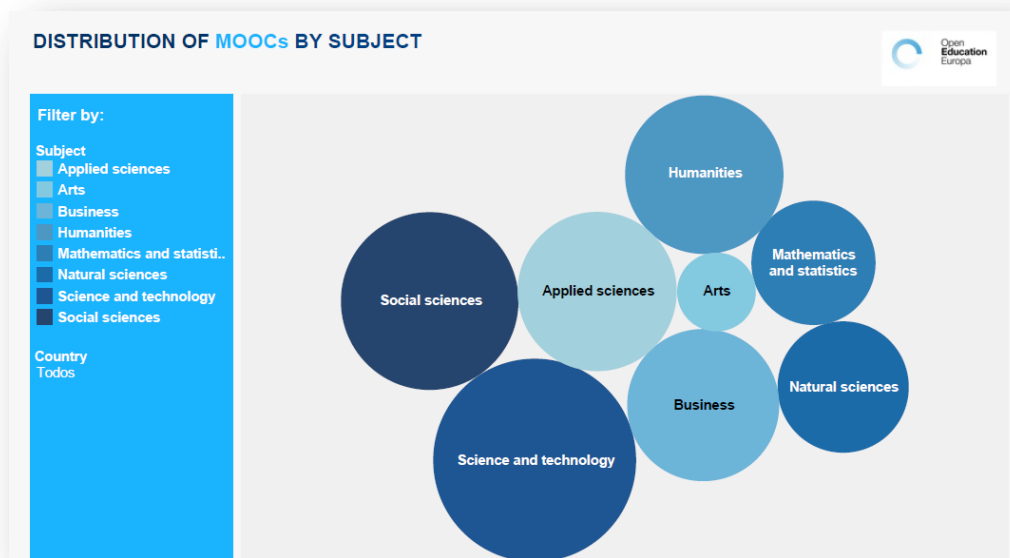 DISTRIBUTION OF MOOCs BY SUBJECT
Open
Education
Europa
Filter by:
Subject
Applied sciences
Arts
Business
Humanities
Mathematics and statisti..
Natural sciences
Science and technology
Social sciences
Country
Todos
Humanities
Mathematics
and statistics
Social sciences
Applied sciences
Arts
Natural sciences
Business
Science and technology